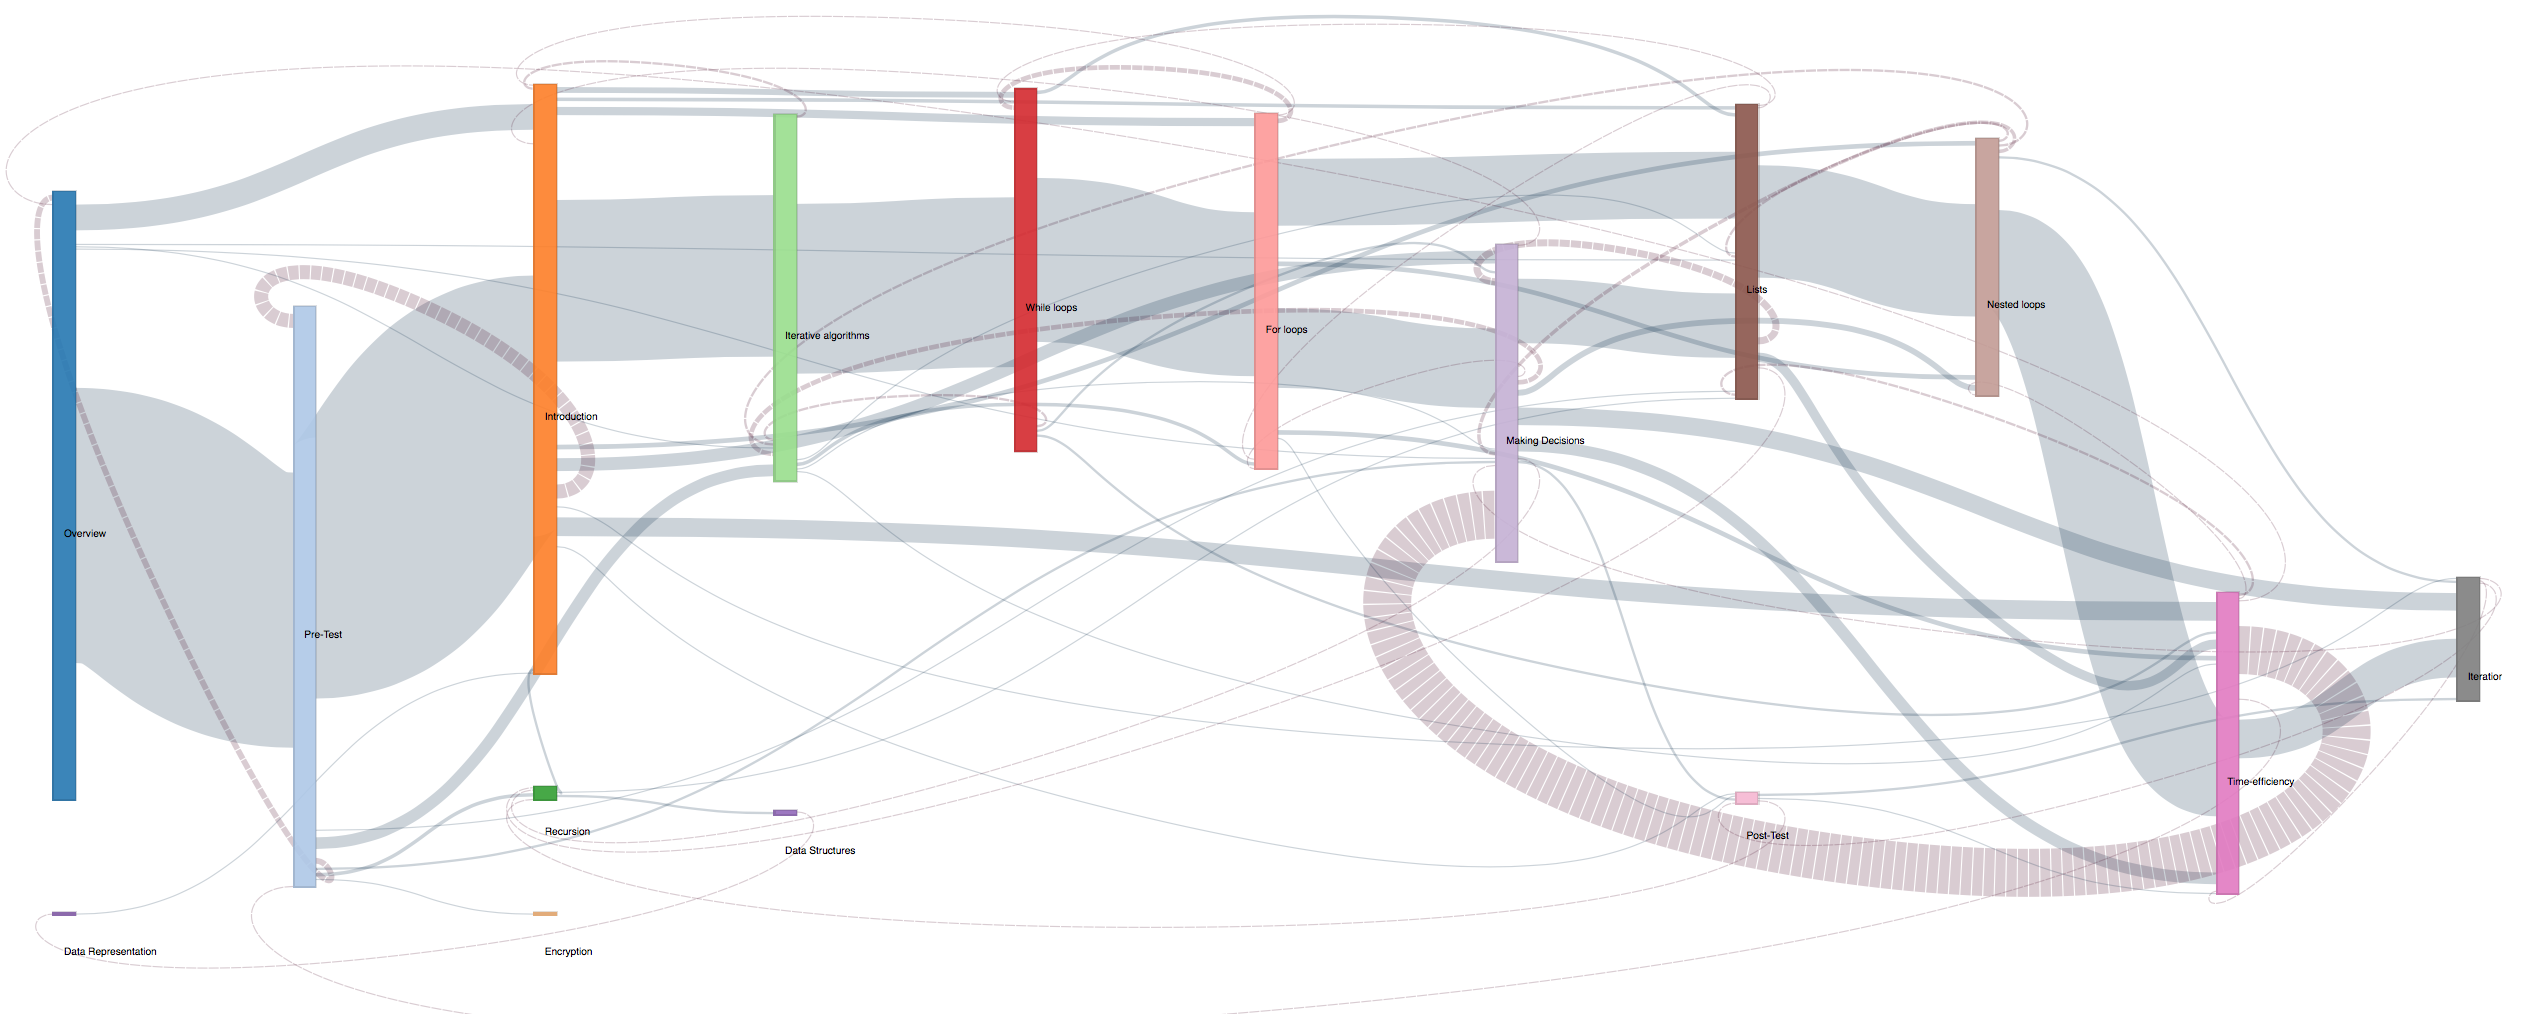 Lists
Nested loops
While loops
For loops
Iterative algorithms
Introduction
Making Decisions
Overview
Pre-Test
Iteratior
Time-efficiency
Recursion
Post-Test
Data Structures
Data Representation
Encryption